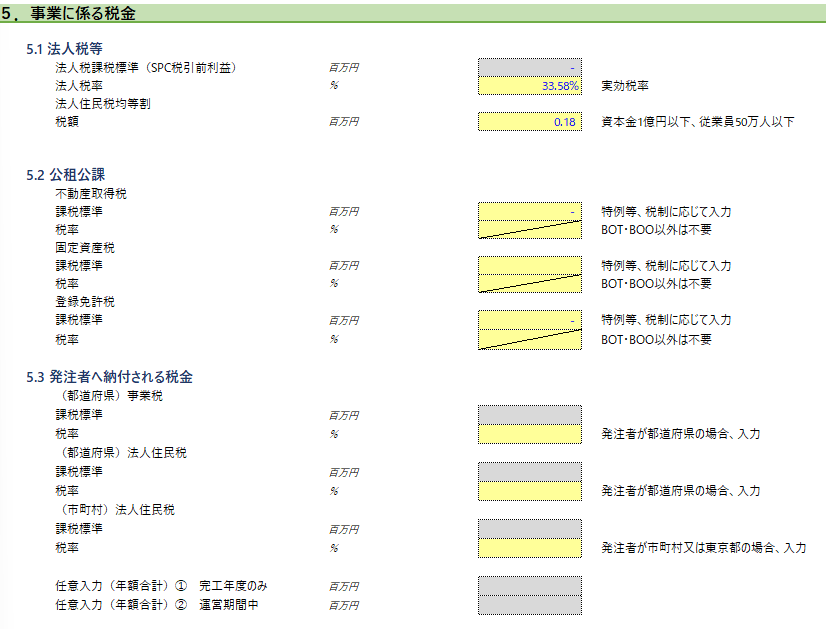 5．事業に係る税金
5.1 法人税等
法人税課税標準（SPC税引前利益） 百万円 -
法人税率 % 33.58% 実効税率
法人住民税均等割
税額 百万円 0.18 資本金1億円以下、従業員50万人以下
5.2 公租公課
不動産取得税
課税標準 百万円 - 特例等、税制に応じて入力
税率 % BOT・BOO以外は不要
固定資産税
課税標準 百万円 特例等、税制に応じて入力
税率 % BOT・BOO以外は不要
登録免許税
課税標準 百万円 - 特例等、税制に応じて入力
税率 % BOT・BOO以外は不要
5.3 発注者へ納付される税金
（都道府県）事業税
課税標準 百万円
税率 % 発注者が都道府県の場合、入力
（都道府県）法人住民税
課税標準 百万円
税率 % 発注者が都道府県の場合、入力
（市町村）法人住民税
課税標準 百万円
税率 % 発注者が市町村又は東京都の場合、入力
任意入力（年額合計）① 完工年度のみ 百万円
任意入力（年額合計）② 運営期間中 百万円